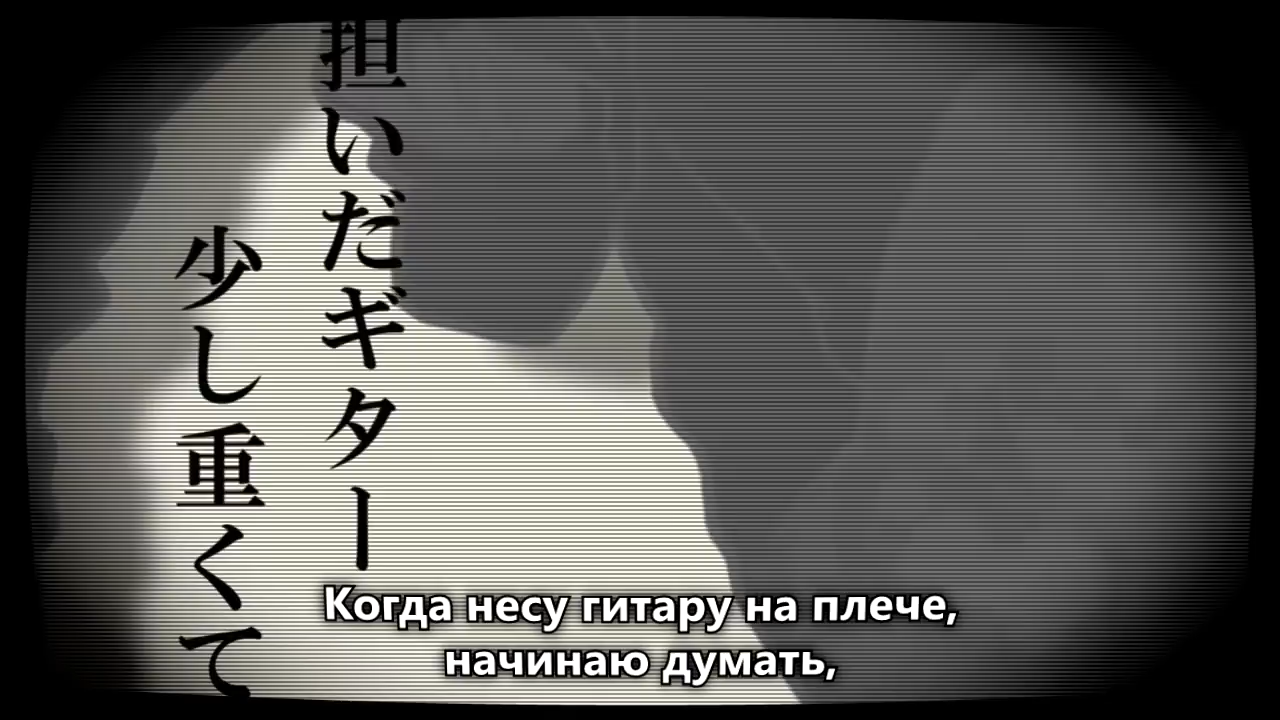 担いだギター
少し重くて
Когда несу гитару на плече,
начинаю думать,